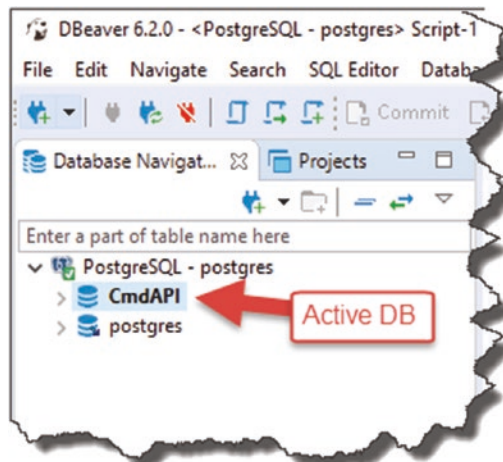 DBeaver 6.2.0 - <PostgreSQL - postgres> Script-1
File Edit Navigate Search SQL Editor Datab
Commit
Database Navigat... Projects
Enter a part of table name here
PostgreSQL - postgres
CmdAPI
Active DB
postgres